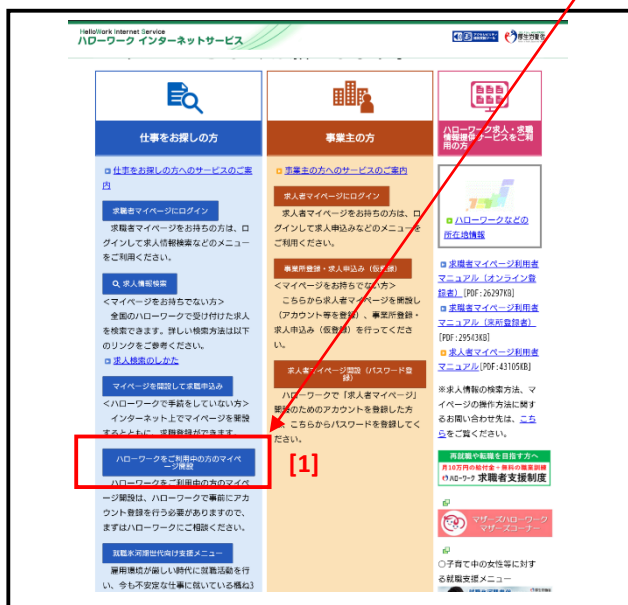 HelloWork Internet Service
ハローワーク インターネットサービス
厚生労働省
仕事をお探しの方
仕事をお探しの方へのサービスのご案
内
求職者マイページにログイン
求職者マイページをお持ちの方は、ロ
グインして求人情報検索などのメニュー
をご利用ください。
求人情報検索
<マイページをお持ちでない方>
全国のハローワークで受け付けた求人
を検索できます。詳しい検索方法は以下
のリンクをご参考ください。
求人検索のしかた
マイページを開設して求職申込み
<ハローワークで手続をしていない方>
インターネット上でマイページを開設
するとともに、求職登録ができます。
ハローワークをご利用中の方のマイペ
ージ開設
ハローワークをご利用中の方のマイペ
ージ開設は、ハローワークで事前にアカ
ウント登録を行う必要がありますので、
まずはハローワークにご相談ください。
就職氷河期世代向け支援メニュー
雇用環境が厳しい時代に就職活動を行
い、今も不安定な仕事に就いている概ね3
[1]
事業主の方
事業主の方へのサービスのご案内
求人者マイページにログイン
求人者マイページをお持ちの方は、ロ
グインして求人申込みなどのメニューを
ご利用ください。
事業所登録・求人申込み（仮登録）
<マイページをお持ちでない方>
こちらから求人者マイページを開設し
（アカウント等を登録）、事業所登録・
求人申込み（仮登録）を行ってくださ
い。
求人者マイページ開設（パスワード登
録）
ハローワークで「求人者マイページ」
開設のためのアカウントを登録した方
は、こちらからパスワードを登録してく
ださい。
ハローワーク求人・求職
情報提供サービスをご利
用の方
ハローワークなどの
所在地情報
求職者マイページ利用者
マニュアル（オンライン登
録者）[PDF:26297KB]
求職者マイページ利用者
マニュアル（来所登録者）
[PDF:29543KB]
求人者マイページ利用者
マニュアル[PDF:43105KB]
※求人情報の検索方法、マ
イページの操作方法に関す
るお問い合わせ先は、こち
らをご覧ください。
再就職や転職を目指す方へ
月10万円の給付金＋無料の職業訓練
ハローワーク 求職者支援制度
マザーズハローワーク
マザーズコーナー
○子育て中の女性等に対す
る就職支援メニュー